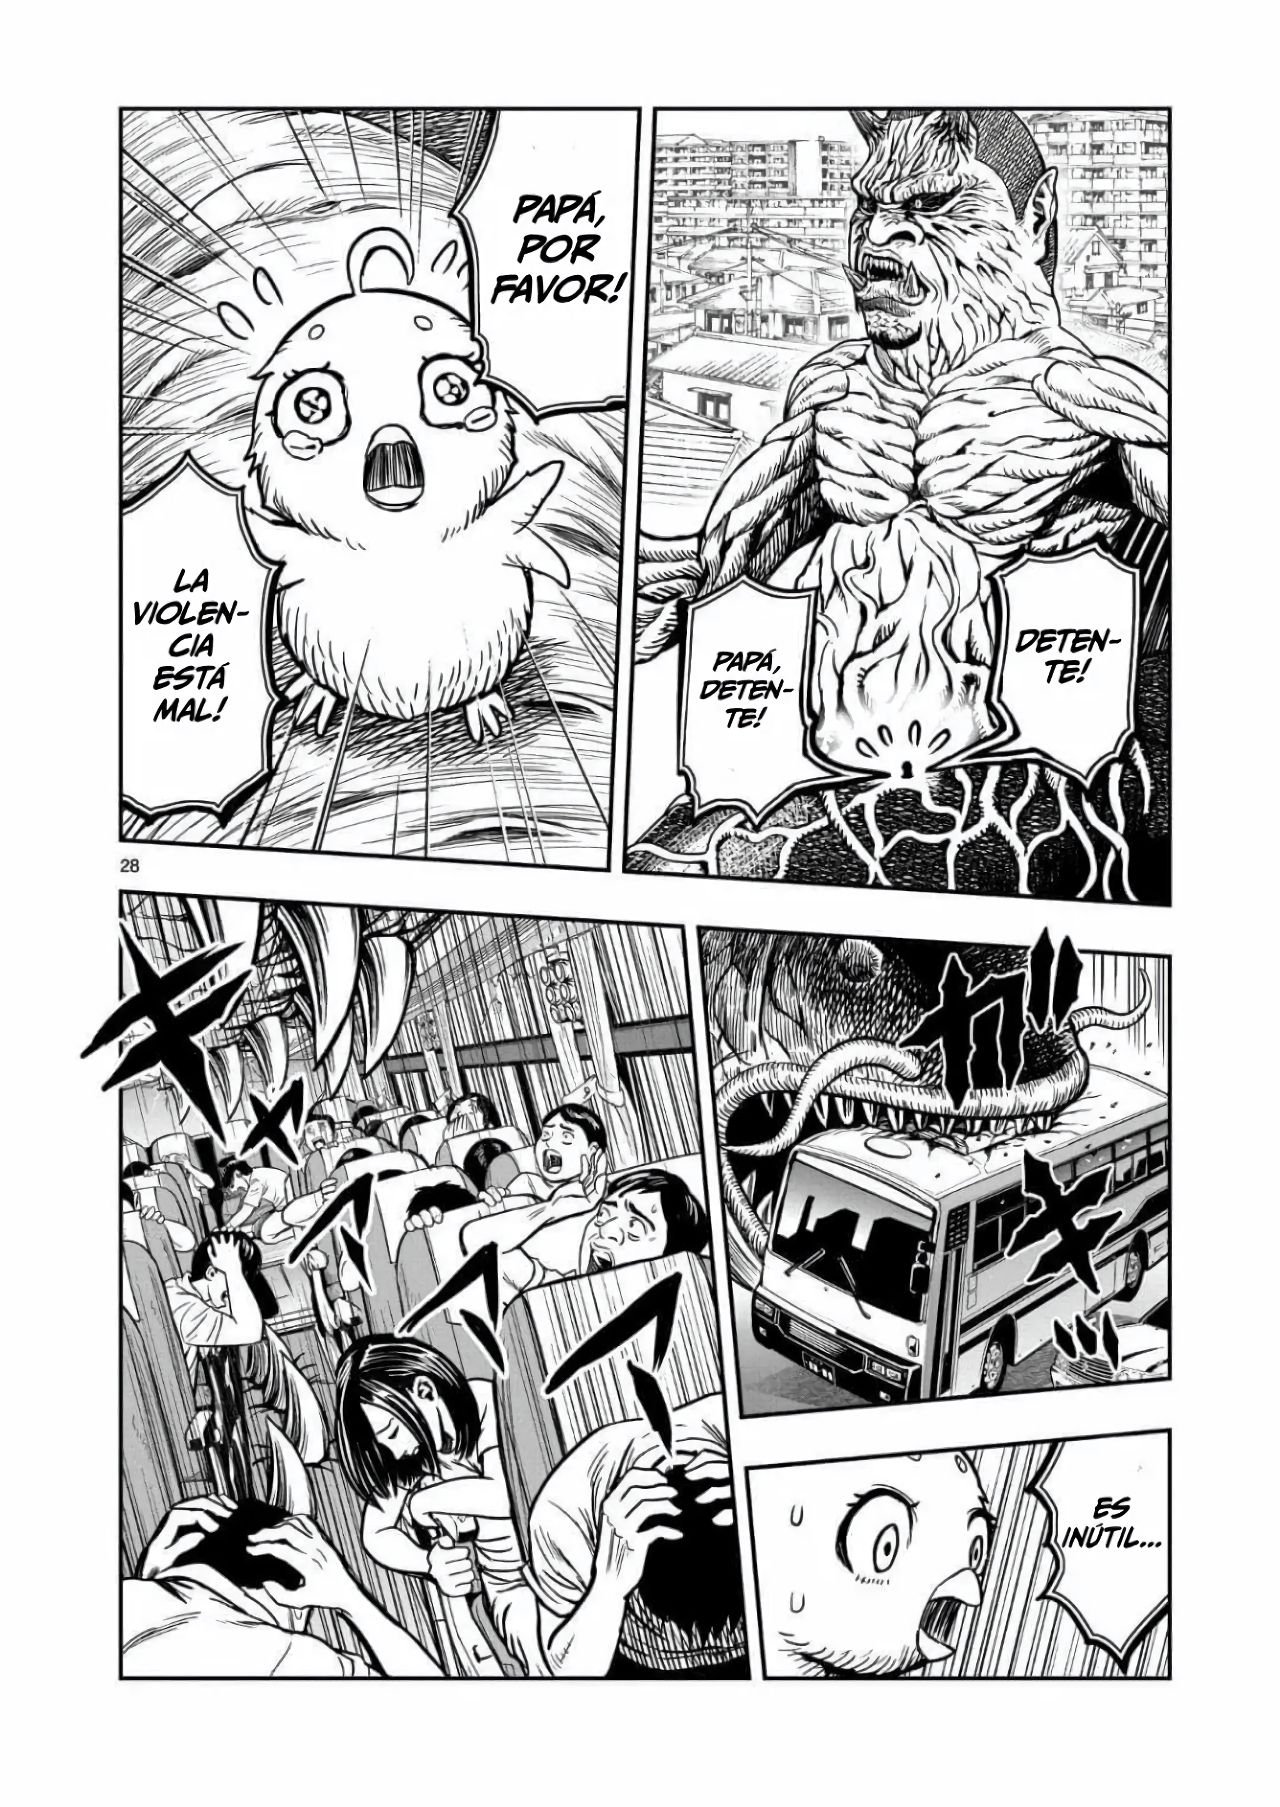 DETEN-
TE!
PAPÁ,
DETEN-
TE!
PAPÁ,
POR
FAVOR!
LA
VIOLEN-
CIA
ESTÁ
MAL!
28
ES
INÚTIL...